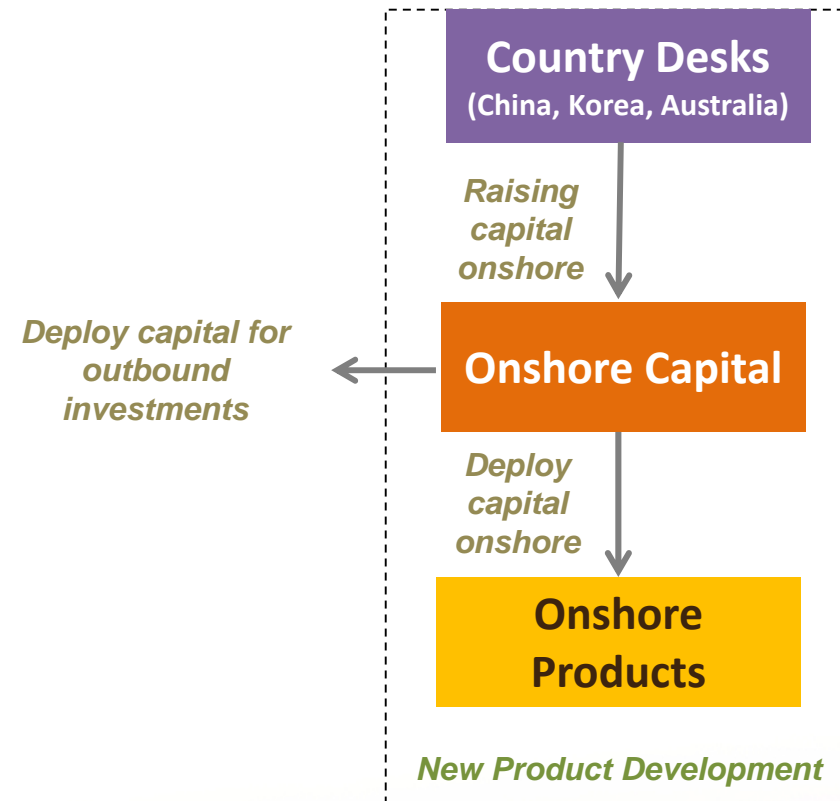 Country Desks
(China, Korea, Australia)
Raising
capital
onshore
Deploy capital for
outbound
investments
Onshore Capital
Deploy
capital
onshore
Onshore
Products
New Product Development